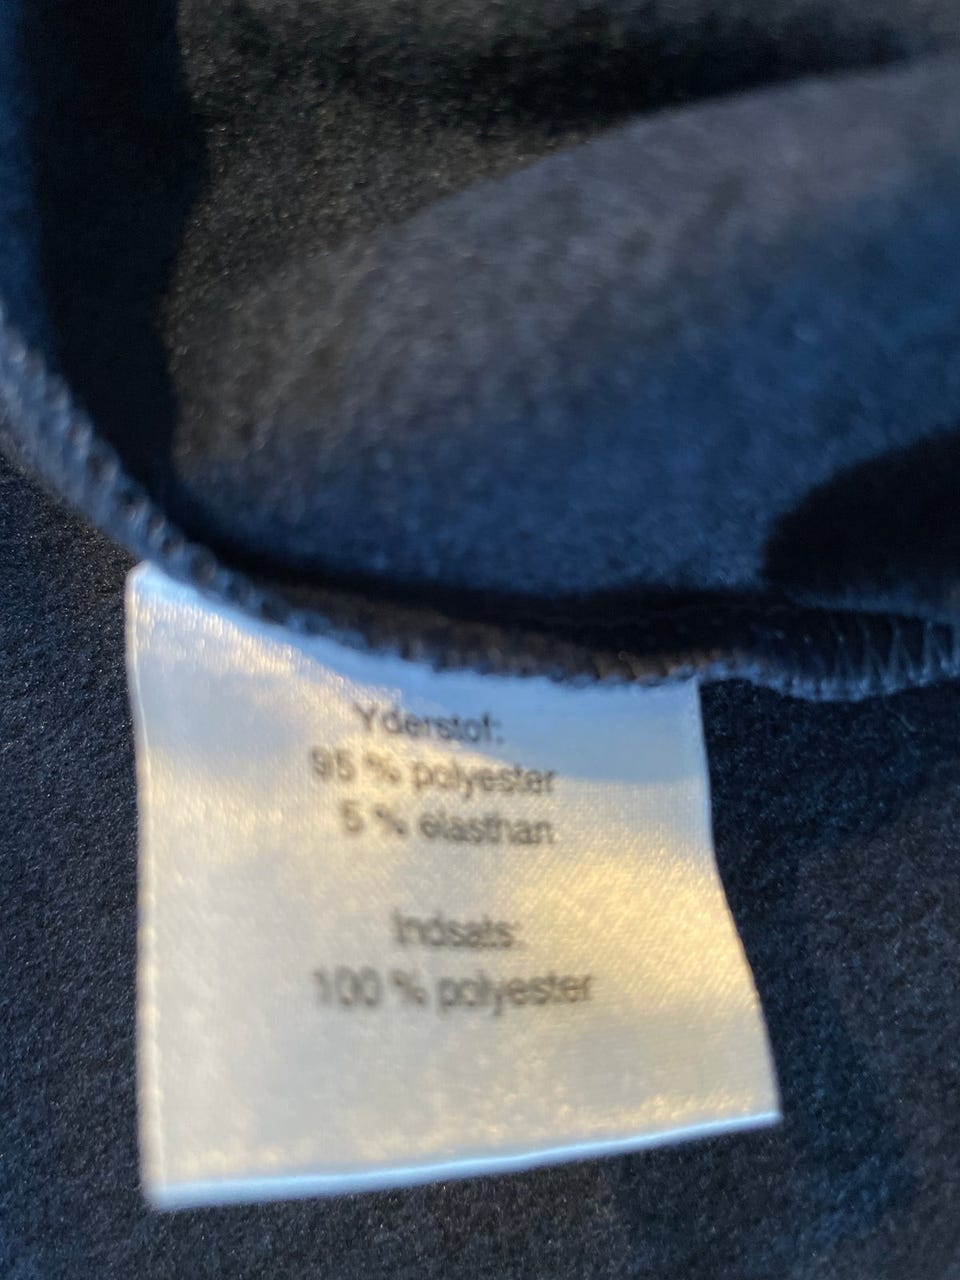 Yderstof:
95 % polyester
5 % elasthan
Indsats:
100 % polyester